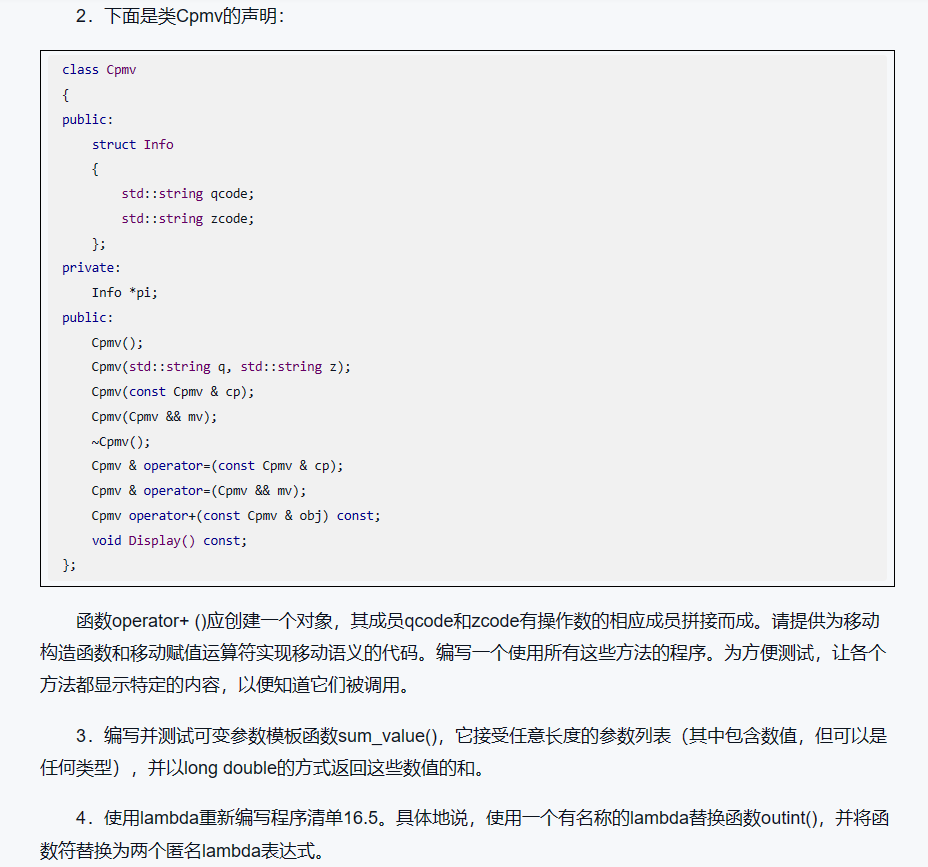 2．下面是类Cpmv的声明：
class Cpmv
{
public:
    struct Info
    {
        std::string qcode;
        std::string zcode;
    };
private:
    Info *pi;
public:
    Cpmv();
    Cpmv(std::string q, std::string z);
    Cpmv(const Cpmv & cp);
    Cpmv(Cpmv && mv);
    ~Cpmv();
    Cpmv & operator=(const Cpmv & cp);
    Cpmv & operator=(Cpmv && mv);
    Cpmv operator+(const Cpmv & obj) const;
    void Display() const;
};
函数operator+ ()应创建一个对象，其成员qcode和zcode有操作数的相应成员拼接而成。请提供为移动
构造函数和移动赋值运算符实现移动语义的代码。编写一个使用所有这些方法的程序。为方便测试，让各个
方法都显示特定的内容，以便知道它们被调用。
3．编写并测试可变参数模板函数sum_value()，它接受任意长度的参数列表（其中包含数值，但可以是
任何类型），并以long double的方式返回这些数值的和。
4．使用lambda重新编写程序清单16.5。具体地说，使用一个有名称的lambda替换函数outint()，并将函
数符替换为两个匿名lambda表达式。